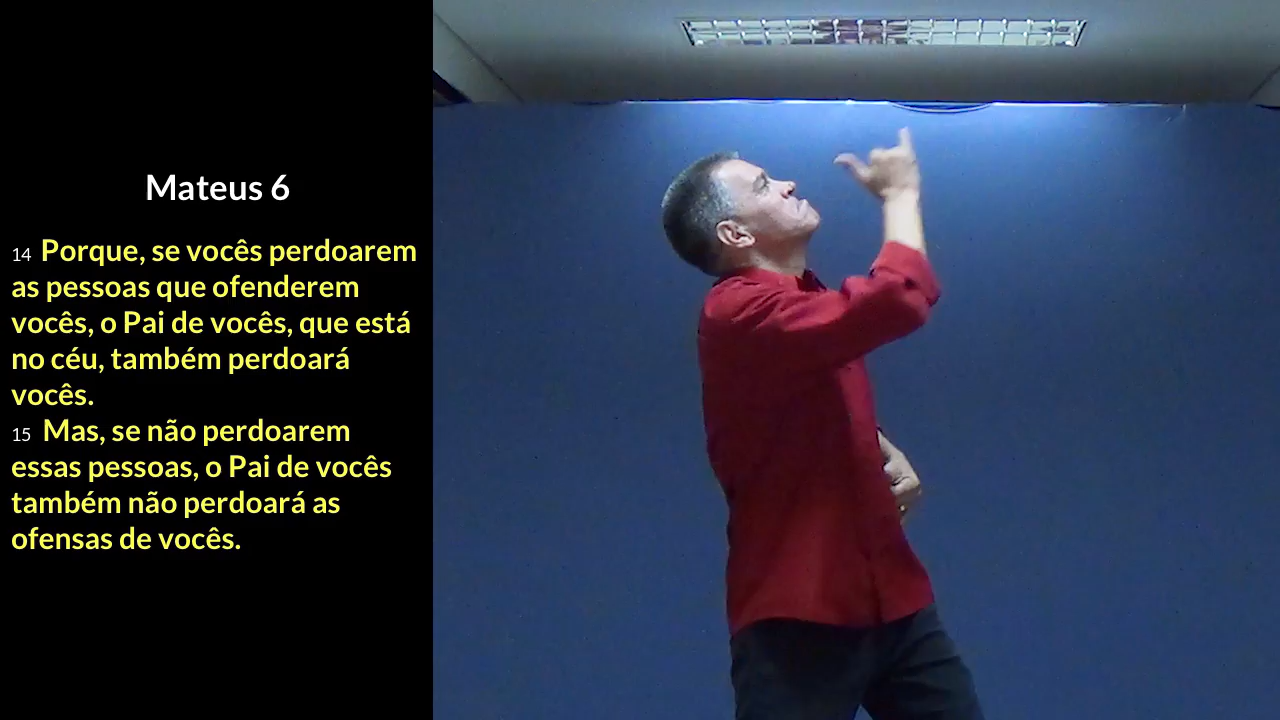 Mateus 6
14 Porque, se vocês perdoarem
as pessoas que ofenderem
vocês, o Pai de vocês, que está
no céu, também perdoará
vocês.
15 Mas, se não perdoarem
essas pessoas, o Pai de vocês
também não perdoará as
ofensas de vocês.